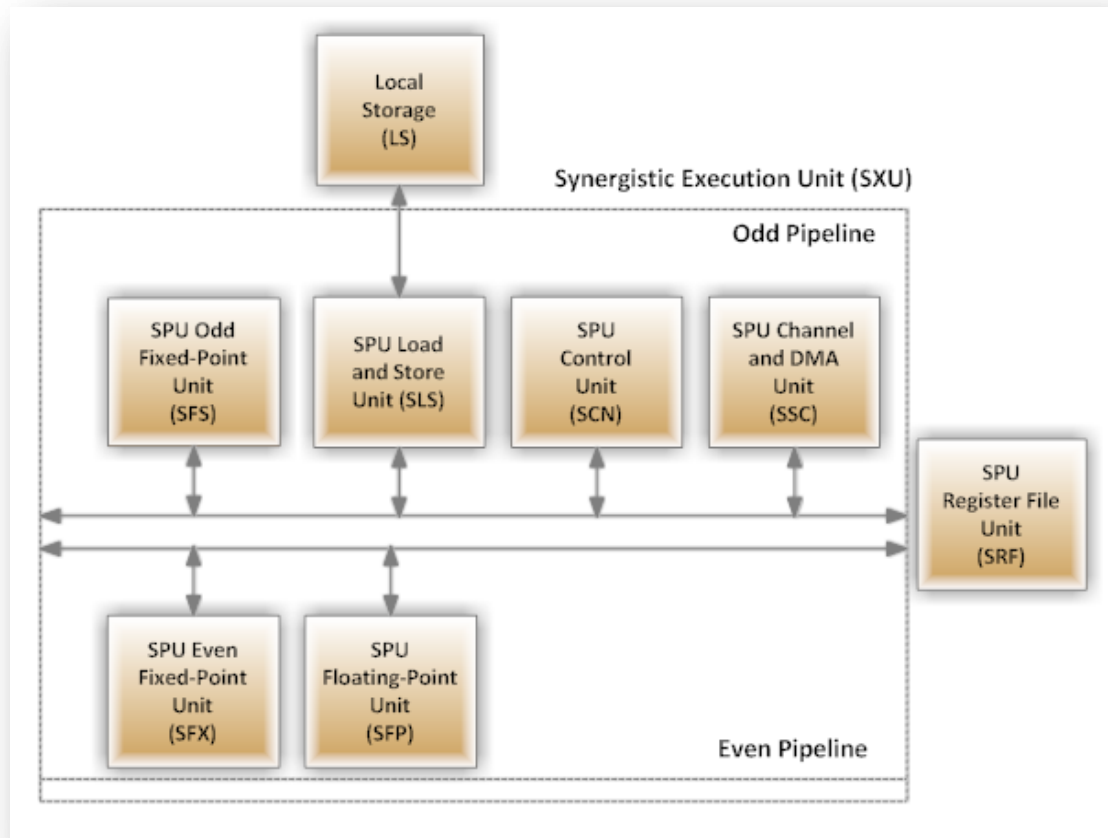 Local
Storage
(LS)
Synergistic Execution Unit (SXU)
Odd Pipeline
SPU Odd
Fixed-Point
Unit
(SFS)
SPU Load
and Store
Unit (SLS)
SPU
Control
Unit
(SCN)
SPU Channel
and DMA
Unit
(SSC)
SPU
Register File
Unit
(SRF)
SPU Even
Fixed-Point
Unit
(SFX)
SPU
Floating-Point
Unit
(SFP)
Even Pipeline